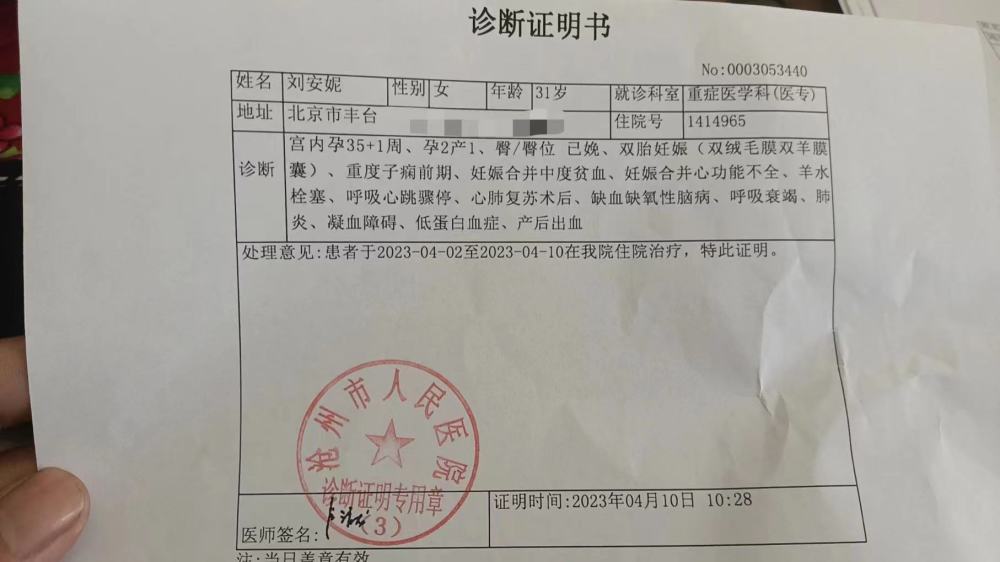 诊断证明书
No:0003053440
姓名 刘安妮 性别 女 年龄 31岁 就诊科室 重症医学科(医专)
地址 北京市丰台 住院号 1414965
诊断 宫内孕35+1周、孕2产1、臀/臀位 已娩、双胎妊娠（双绒毛膜双羊膜
囊）、重度子痫前期、妊娠合并中度贫血、妊娠合并心功能不全、羊水
栓塞、呼吸心跳骤停、心肺复苏术后、缺血缺氧性脑病、呼吸衰竭、肺
炎、凝血障碍、低蛋白血症、产后出血
处理意见:患者于2023-04-02至2023-04-10在我院住院治疗，特此证明。
沧州市人民医院
诊断证明专用章
(3)
医师签名:
证明时间:2023年04月10日 10:28
注:当日盖章有效